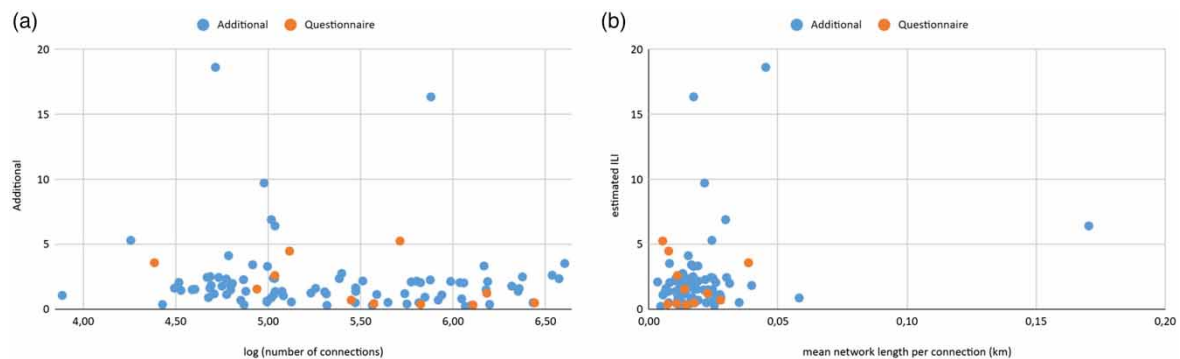 (a)
Additional Questionnaire
20
15
10
5
0
Additional
4,00 4,50 5,00 5,50 6,00 6,50
log (number of connections)
(b)
Additional Questionnaire
20
15
10
5
0
estimated ILI
0,00 0,05 0,10 0,15 0,20
mean network length per connection (km)